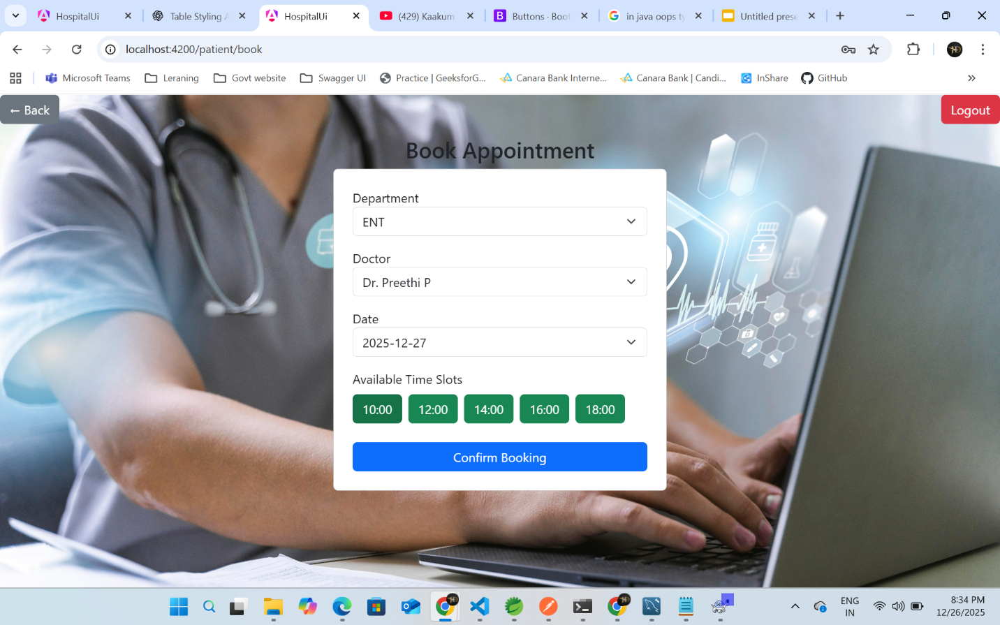 HospitalUi
Table Styling A
HospitalUi
(429) Kaakum
Buttons · Boot
in java oops ty
Untitled prese
localhost:4200/patient/book
Microsoft Teams
Leraning
Govt website
Swagger UI
Practice | GeeksforG...
Canara Bank Interne...
Canara Bank | Candi...
InShare
GitHub
← Back
Logout
Book Appointment
Department
ENT
Doctor
Dr. Preethi P
Date
2025-12-27
Available Time Slots
10:00 12:00 14:00 16:00 18:00
Confirm Booking
ENG
IN
8:34 PM
12/26/2025